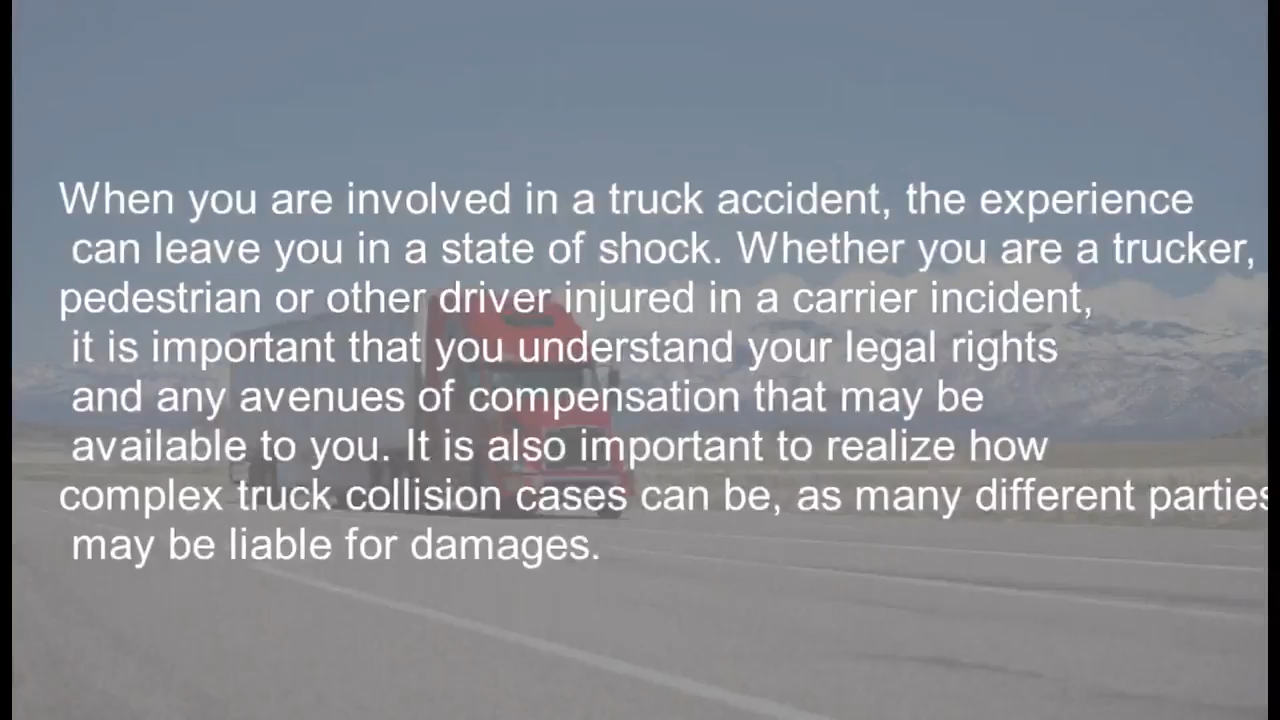 When you are involved in a truck accident, the experience
can leave you in a state of shock. Whether you are a trucker,
pedestrian or other driver injured in a carrier incident,
it is important that you understand your legal rights
and any avenues of compensation that may be
available to you. It is also important to realize how
complex truck collision cases can be, as many different parties
may be liable for damages.